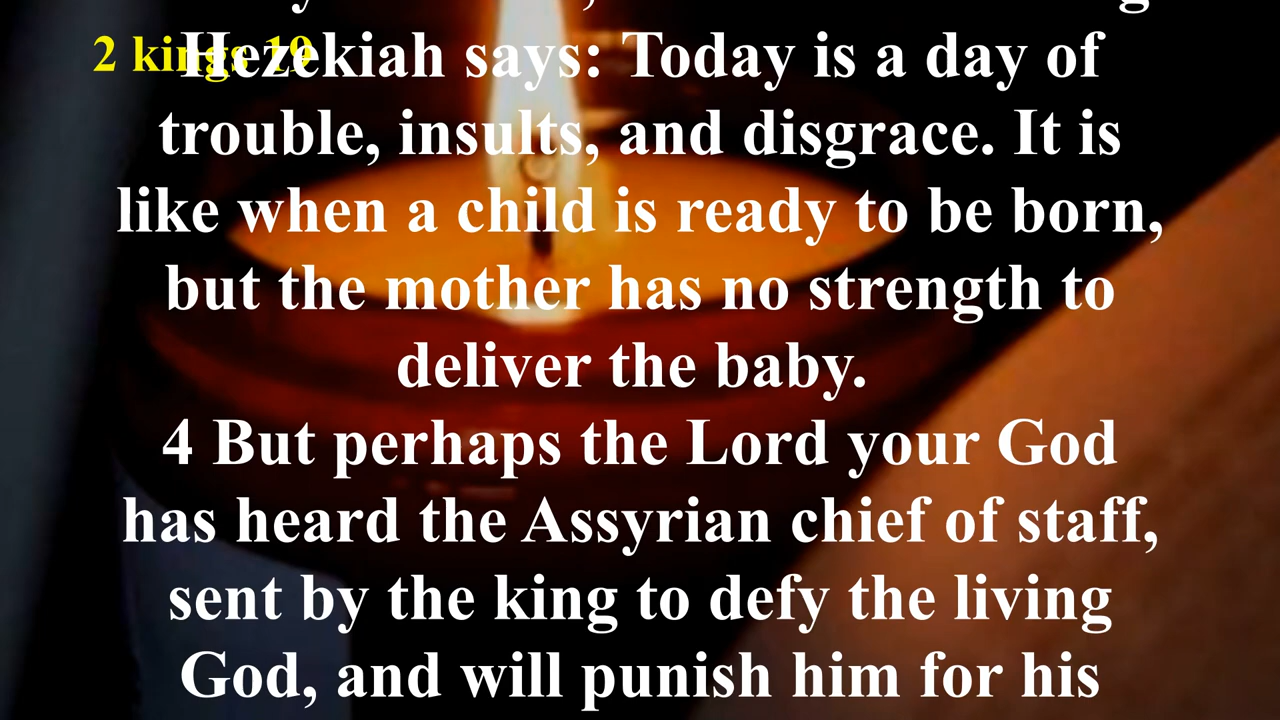 2 kings 19
Hezekiah says: Today is a day of
trouble, insults, and disgrace. It is
like when a child is ready to be born,
but the mother has no strength to
deliver the baby.
4 But perhaps the Lord your God
has heard the Assyrian chief of staff,
sent by the king to defy the living
God, and will punish him for his